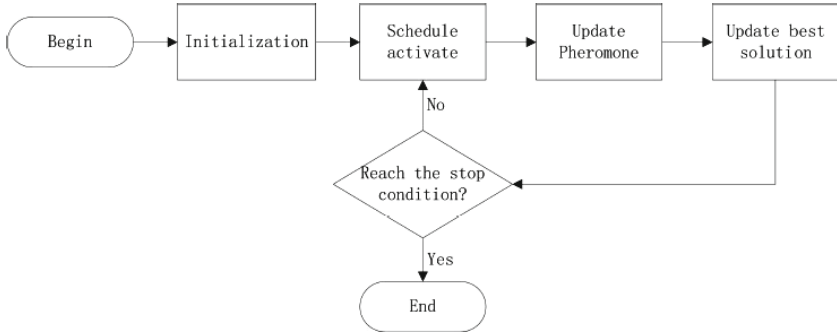 Begin
Initialization
Schedule
activate
Update
Pheromone
Update best
solution
No
Reach the stop
condition?
Yes
End